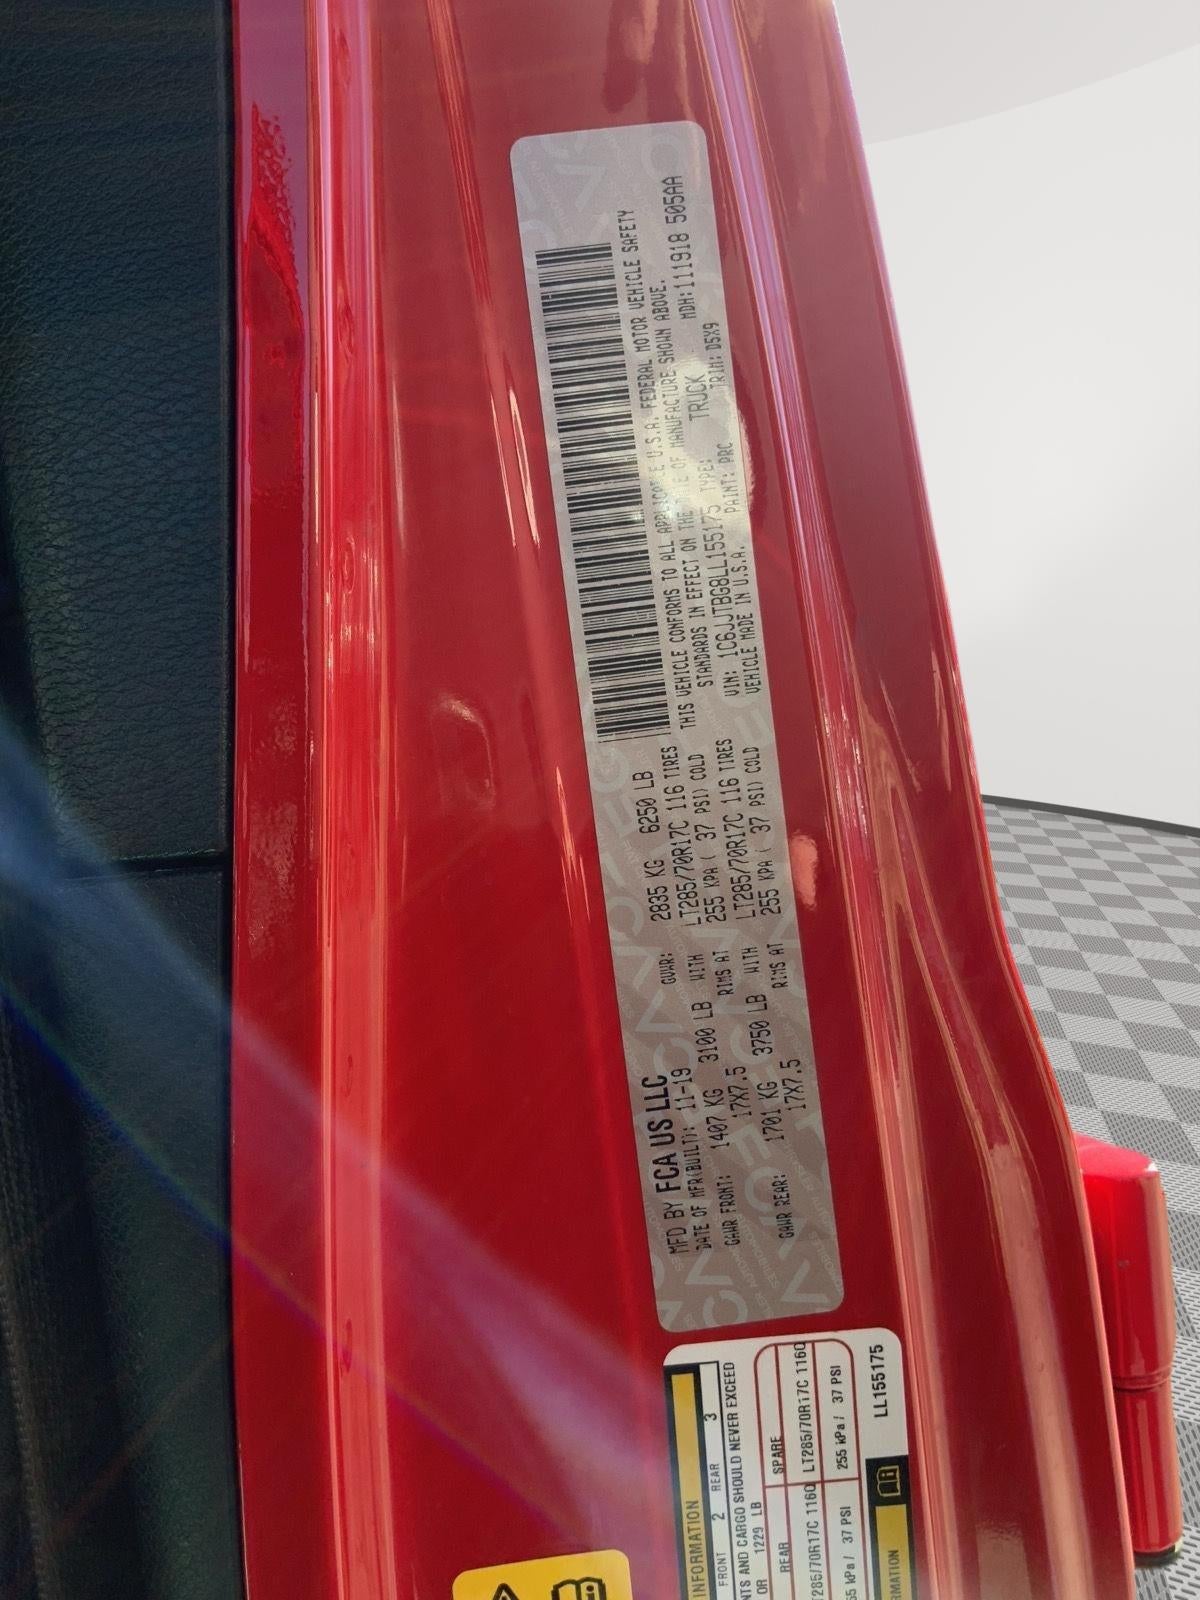 MFD BY FCA US LLC
DATE OF MFR(BUILT): 11-19 GVWR: 2835 KG 6250 LB
GAWR FRONT: 1407 KG 3100 LB WITH LT285/70R17C 116 TIRES
17X7.5 RIMS AT 255 KPA ( 37 PSI) COLD
GAWR REAR: 1701 KG 3750 LB WITH LT285/70R17C 116 TIRES
17X7.5 RIMS AT 255 KPA ( 37 PSI) COLD
THIS VEHICLE CONFORMS TO ALL APPLICABLE U.S.A. FEDERAL MOTOR VEHICLE SAFETY
STANDARDS IN EFFECT ON THE DATE OF MANUFACTURE SHOWN ABOVE.
VIN: 1C6JJTBG8LL155175 TYPE: TRUCK MDH:111918 505AA
VEHICLE MADE IN U.S.A. PAINT: PRC TRIM: D5X9
INFORMATION
FRONT 2 REAR 3
AND CARGO SHOULD NEVER EXCEED
OR 1229 LB
REAR SPARE
LT285/70R17C 116Q
255 kPa / 37 PSI
37 PSI
LL155175